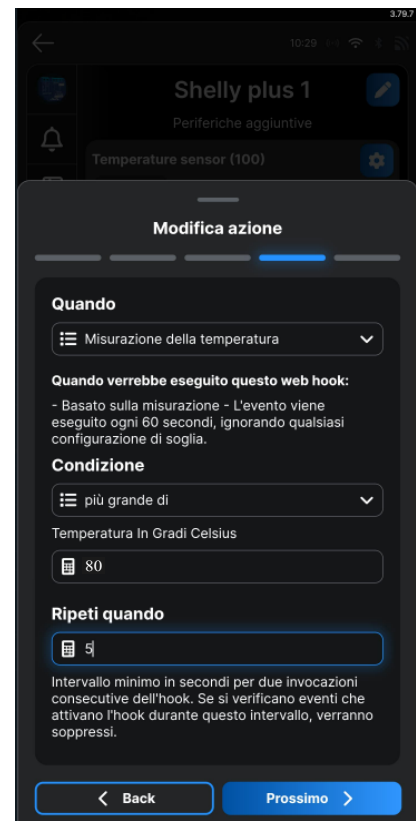 3.79.7
10:29
Shelly plus 1
Periferiche aggiuntive
Temperature sensor (100)
Modifica azione
Quando
Misurazione della temperatura
Quando verrebbe eseguito questo web hook:
- Basato sulla misurazione - L'evento viene
eseguito ogni 60 secondi, ignorando qualsiasi
configurazione di soglia.
Condizione
più grande di
Temperatura In Gradi Celsius
80
Ripeti quando
5
Intervallo minimo in secondi per due invocazioni
consecutive dell'hook. Se si verificano eventi che
attivano l'hook durante questo intervallo, verranno
soppressi.
Back
Prossimo